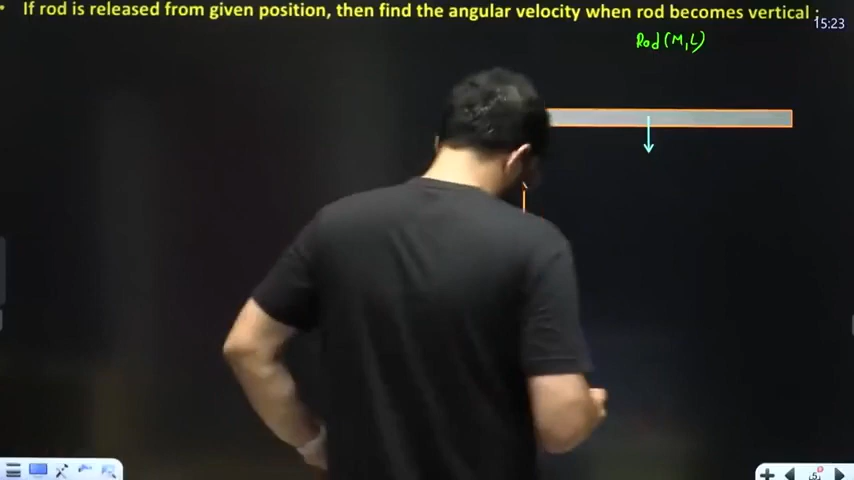 • If rod is released from given position, then find the angular velocity when rod becomes vertical :
15:23
Rod (M,L)